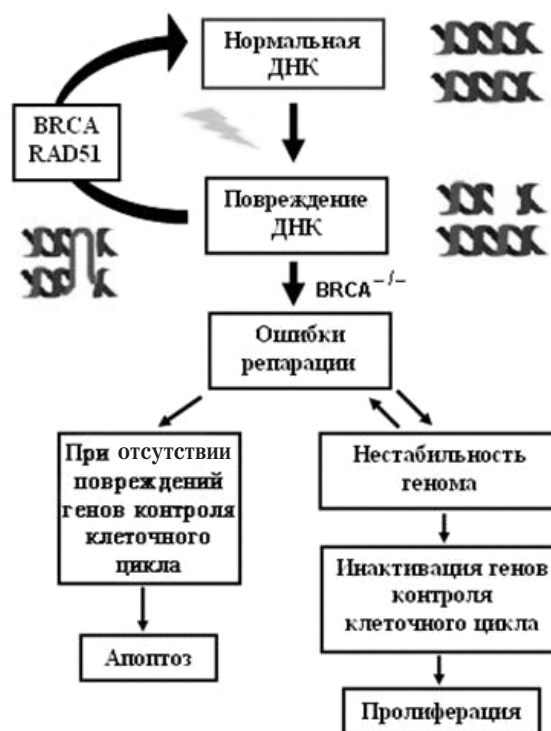 Нормальная
ДНК
BRCA
RAD51
Повреждение
ДНК
BRCA⁻/⁻
Ошибки
репарации
При отсутствии
повреждений
генов контроля
клеточного
цикла
Нестабильность
генома
Инактивация генов
контроля
клеточного цикла
Апоптоз
Пролиферация